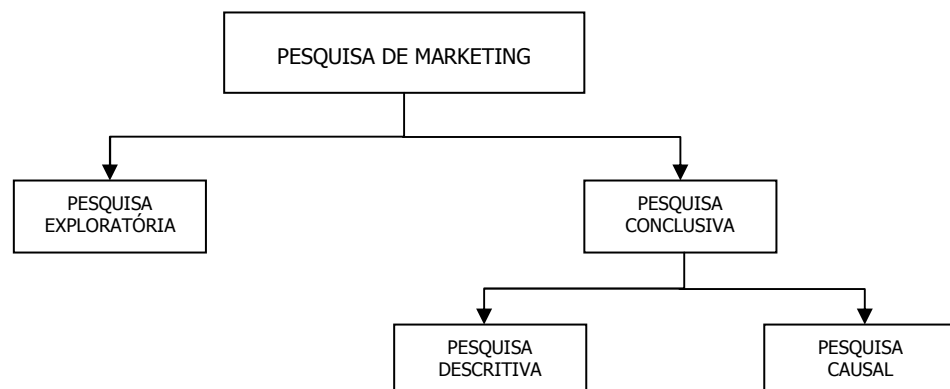 PESQUISA DE MARKETING
PESQUISA
EXPLORATÓRIA
PESQUISA
CONCLUSIVA
PESQUISA
DESCRITIVA
PESQUISA
CAUSAL